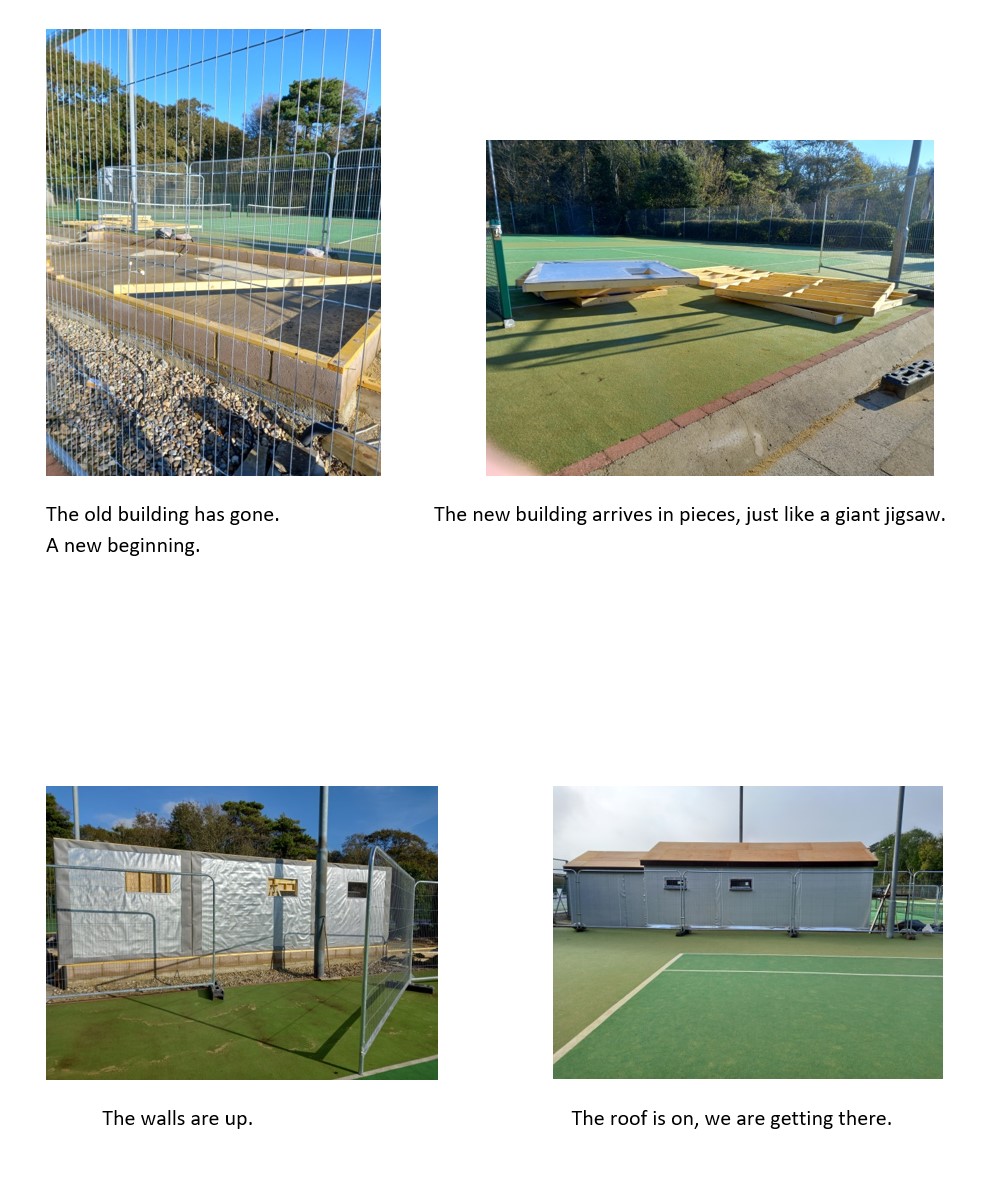 The old building has gone.
A new beginning.
The new building arrives in pieces, just like a giant jigsaw.
The walls are up.
The roof is on, we are getting there.